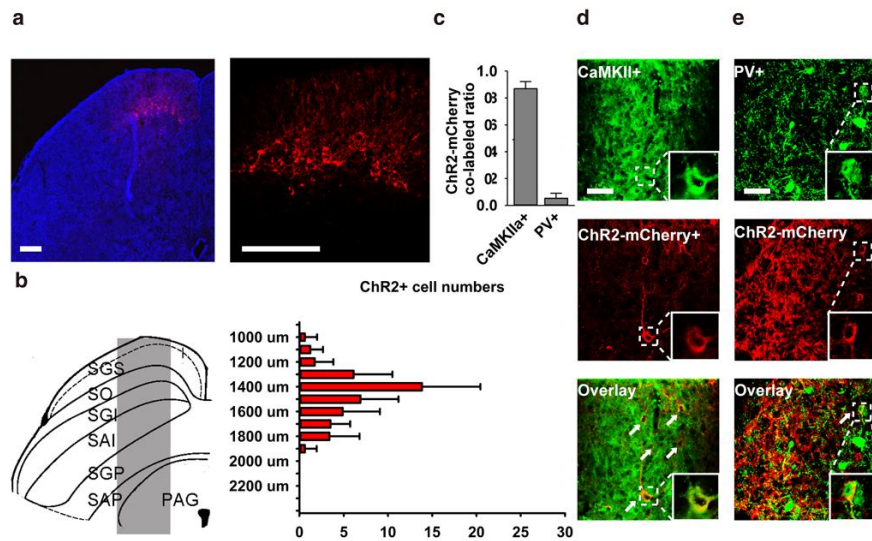 a
c
d
e
CaMKII+
PV+
ChR2-mCherry
co-labeled ratio
1.0
0.8
0.6
0.4
0.2
0.0
CaMKIIa+
PV+
ChR2-mCherry+
ChR2-mCherry
b
ChR2+ cell numbers
SGS
SO
SGI
SAI
SGP
SAP
PAG
1000 um
1200 um
1400 um
1600 um
1800 um
2000 um
2200 um
0
5
10
15
20
25
30
Overlay
Overlay